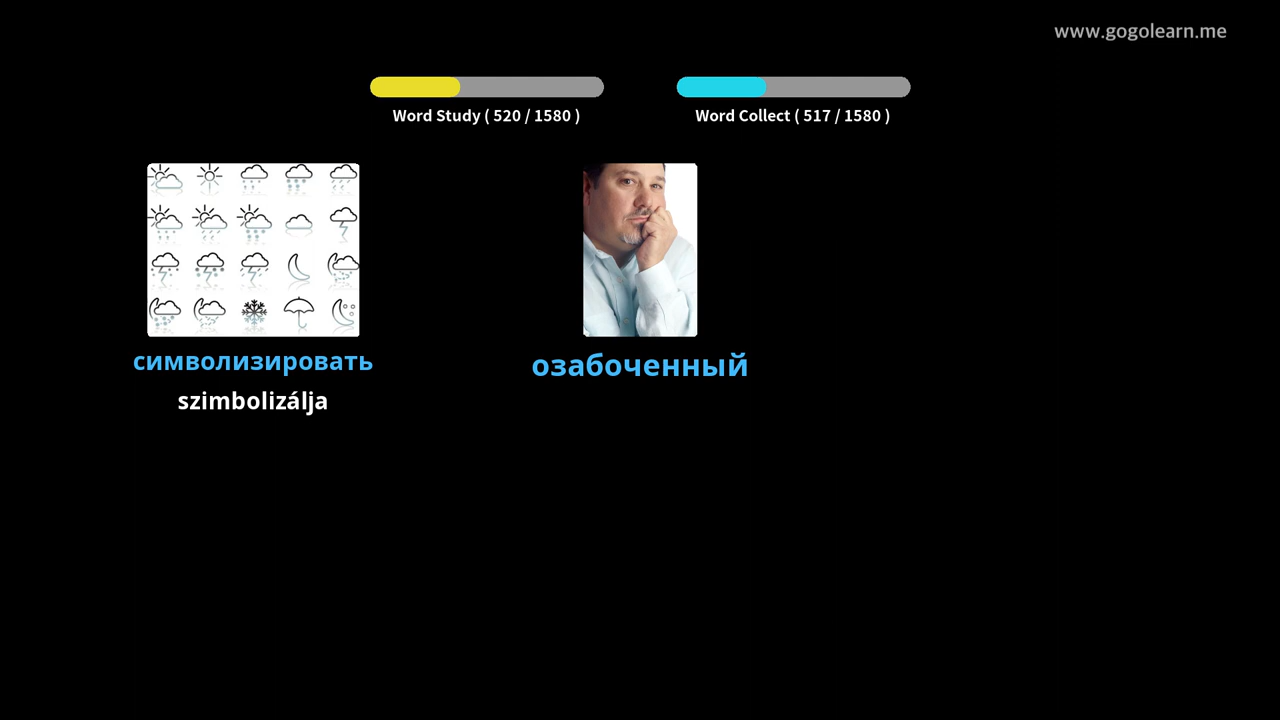 www.gogolearn.me
Word Study ( 520 / 1580 )
Word Collect ( 517 / 1580 )
символизировать
szimbolizálja
озабоченный